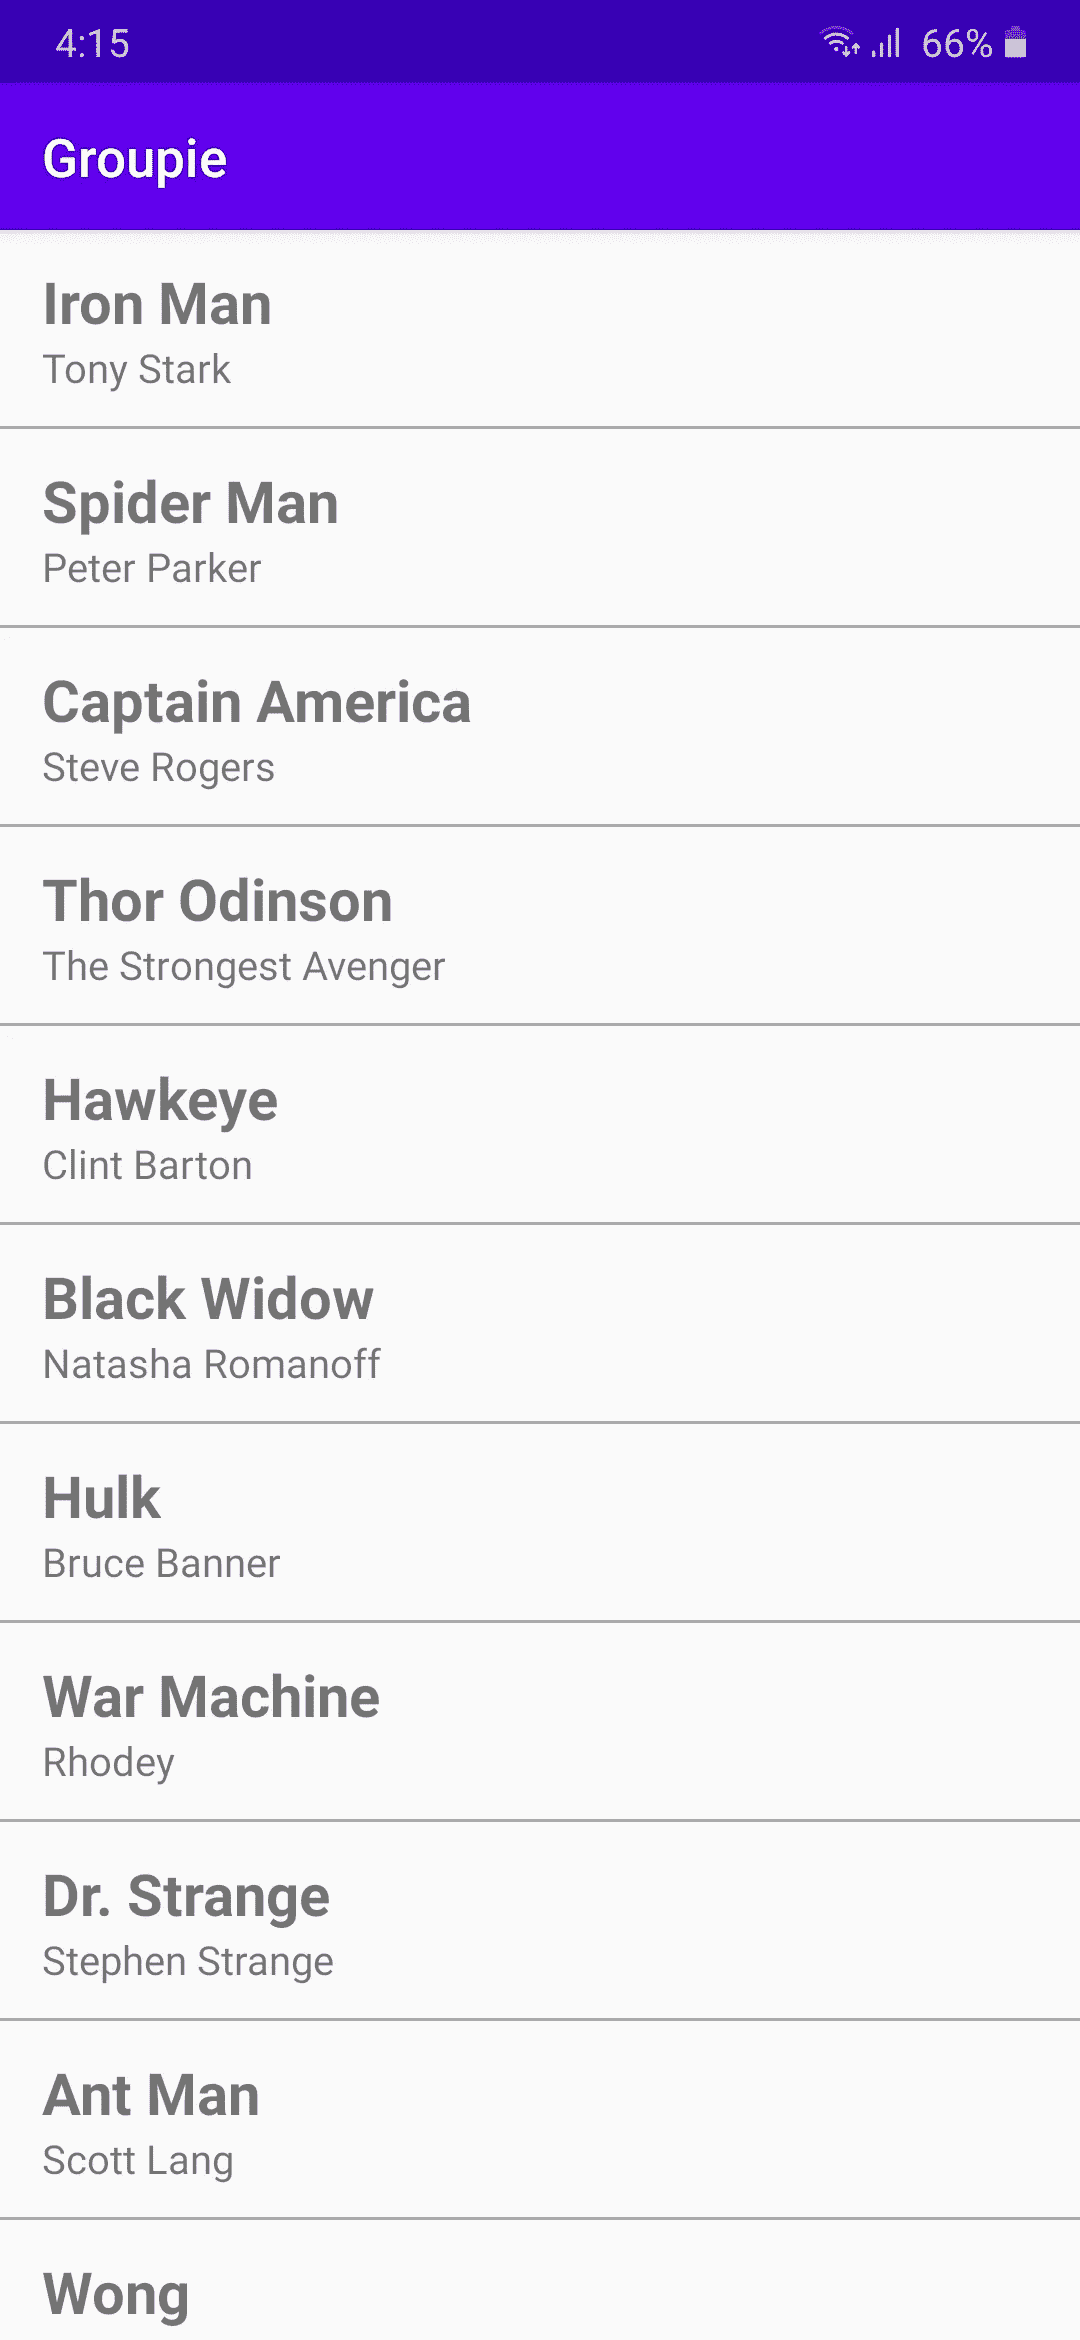 4:15 66%
Groupie
Iron Man
Tony Stark
Spider Man
Peter Parker
Captain America
Steve Rogers
Thor Odinson
The Strongest Avenger
Hawkeye
Clint Barton
Black Widow
Natasha Romanoff
Hulk
Bruce Banner
War Machine
Rhodey
Dr. Strange
Stephen Strange
Ant Man
Scott Lang
Wong